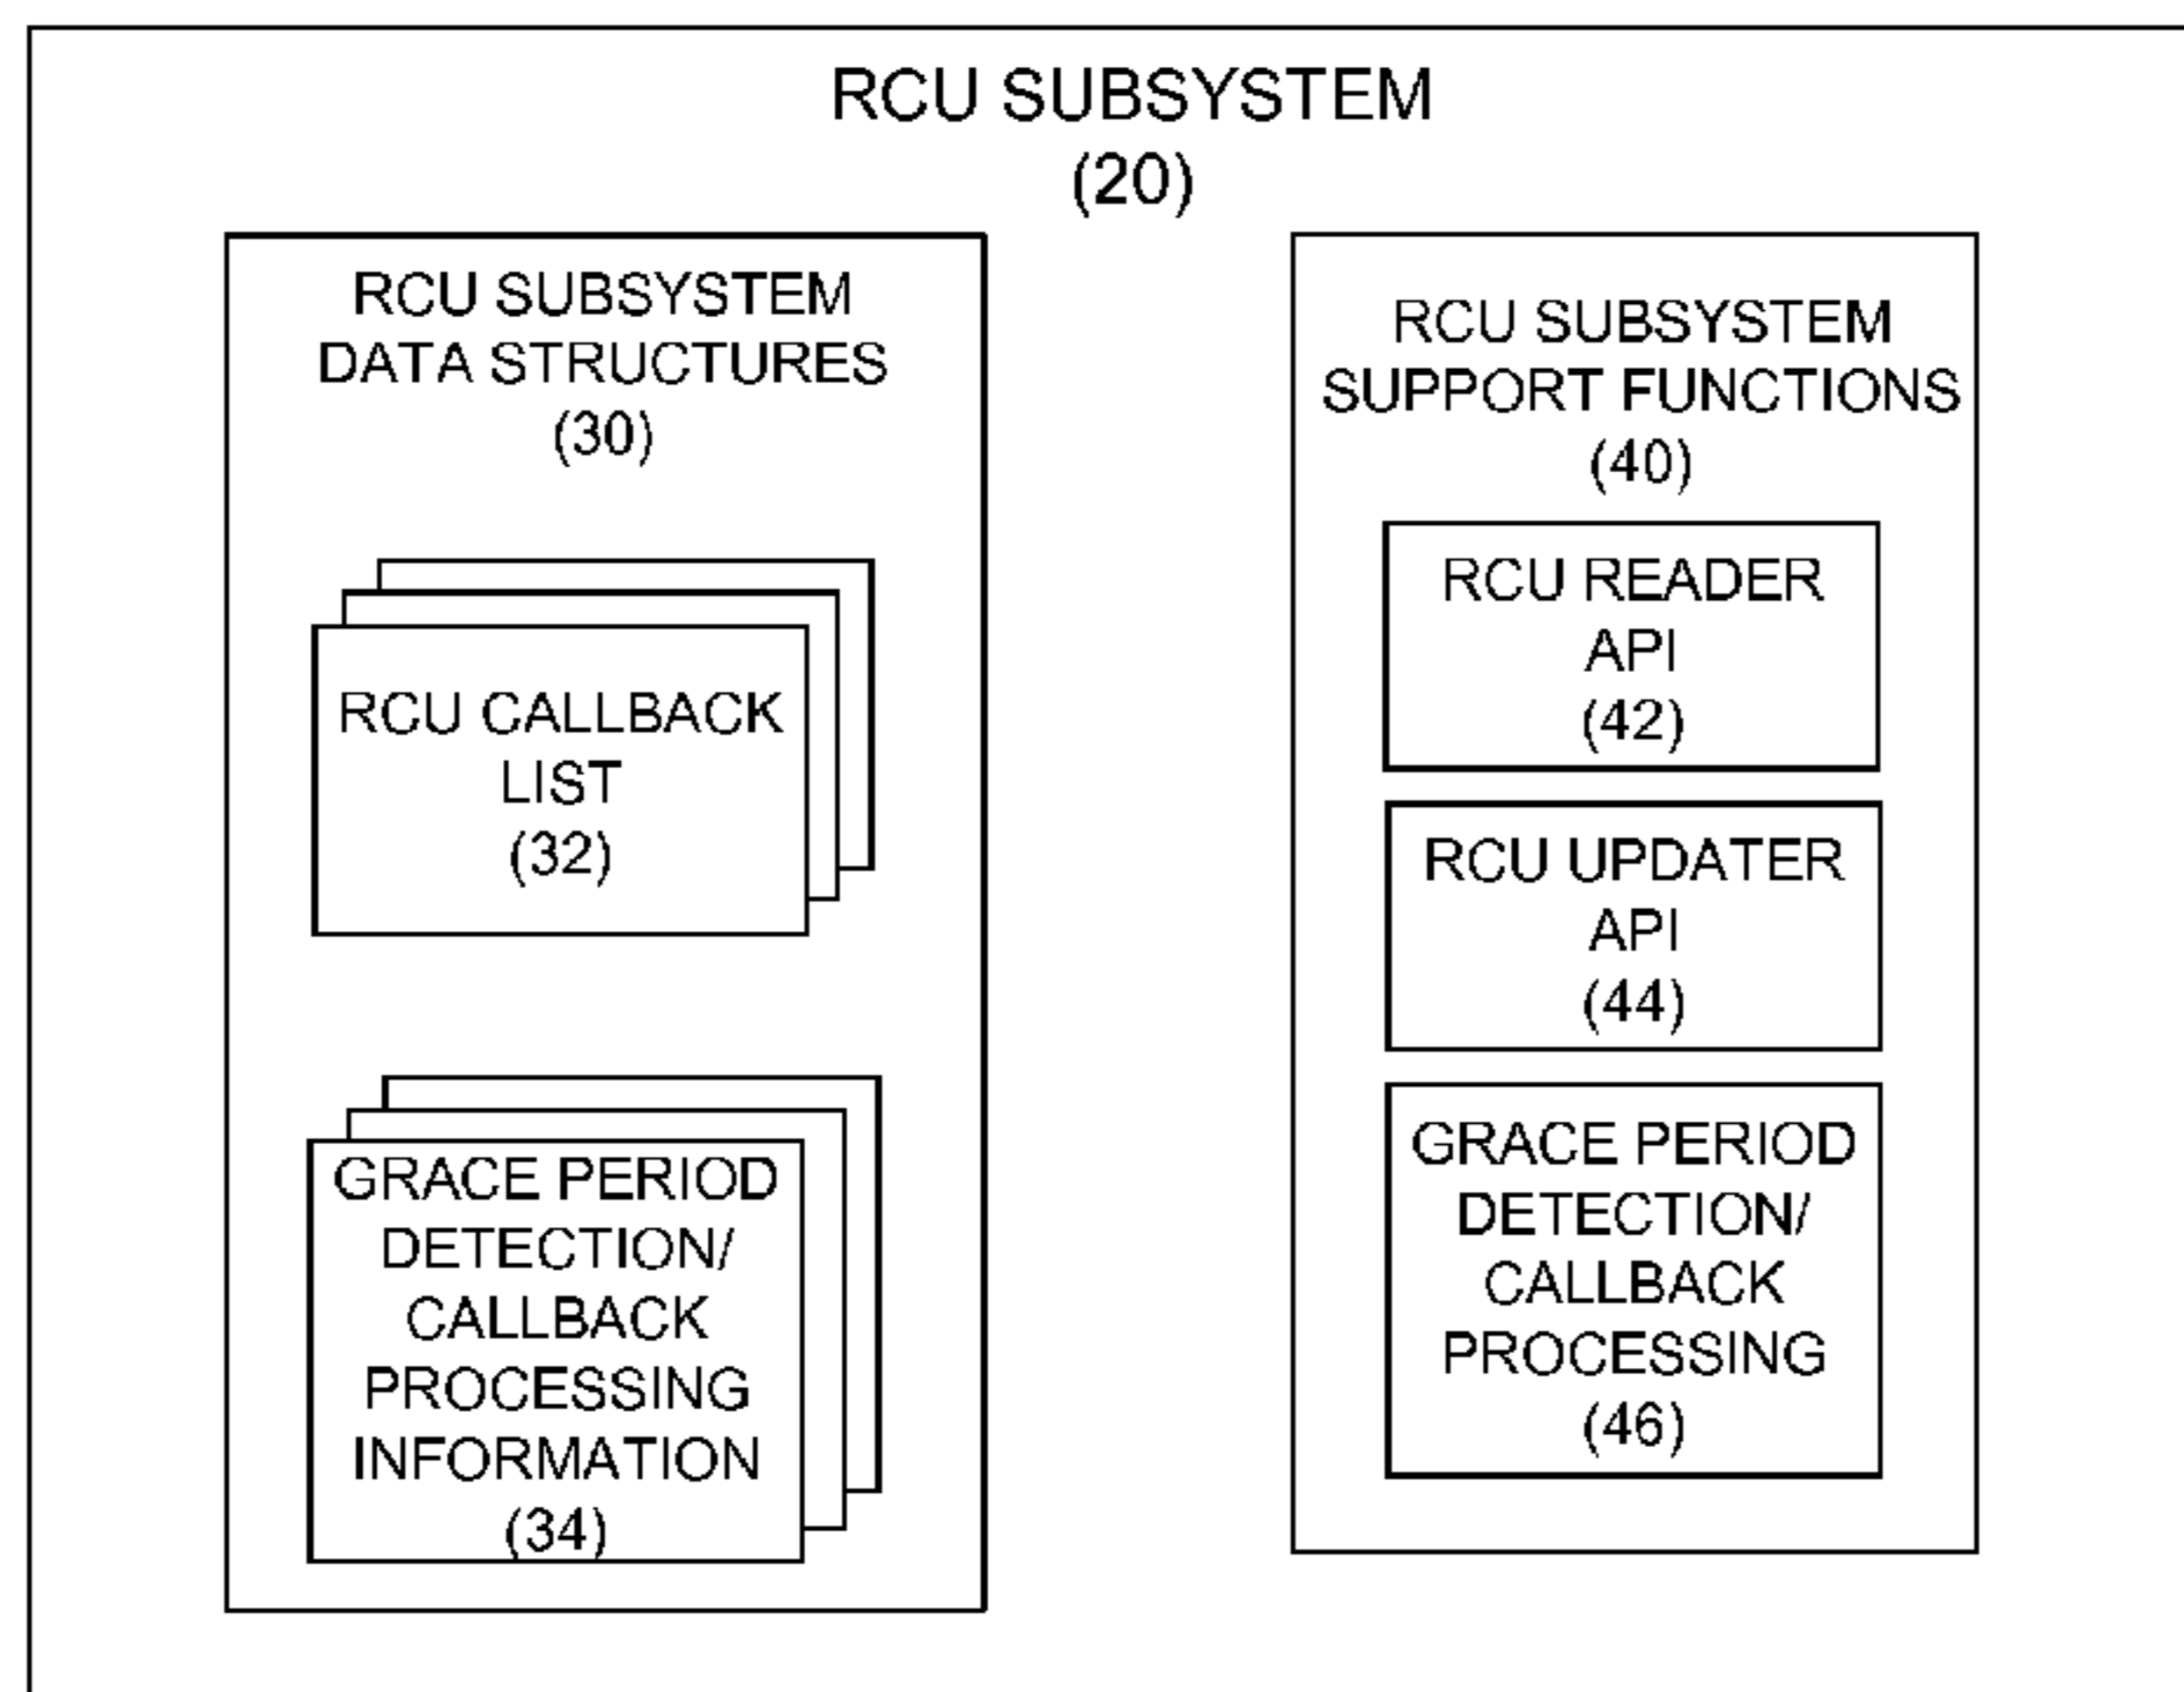 RCU SUBSYSTEM
(20)
RCU SUBSYSTEM
DATA STRUCTURES
(30)
RCU CALLBACK
LIST
(32)
GRACE PERIOD
DETECTION/
CALLBACK
PROCESSING
INFORMATION
(34)
RCU SUBSYSTEM
SUPPORT FUNCTIONS
(40)
RCU READER
API
(42)
RCU UPDATER
API
(44)
GRACE PERIOD
DETECTION/
CALLBACK
PROCESSING
(46)